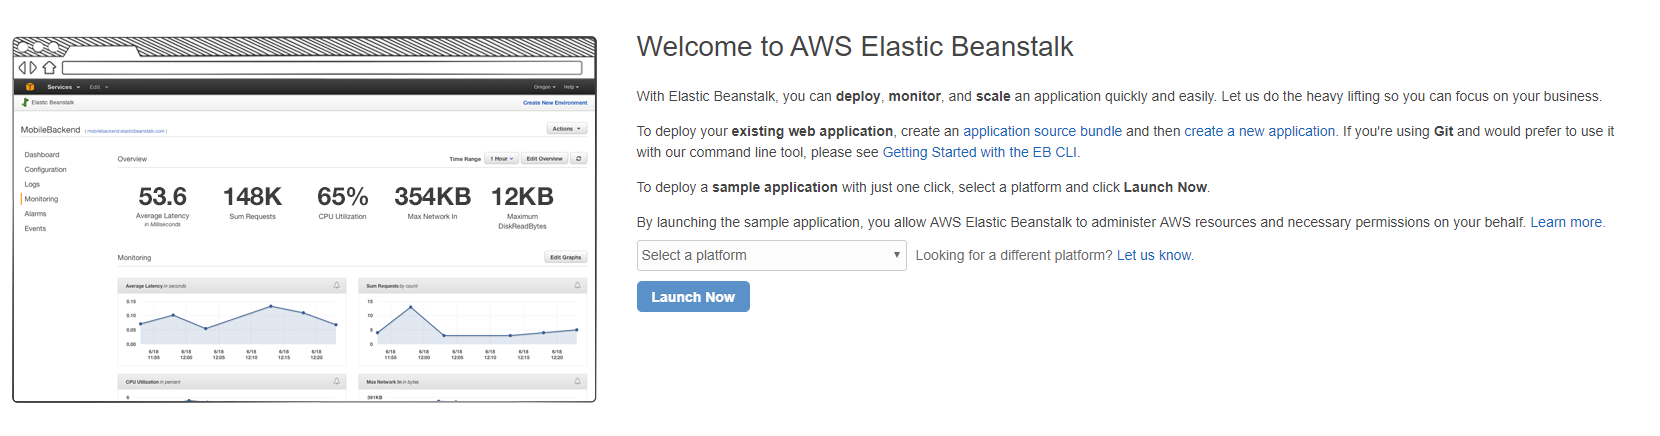 Services Edit Oregon Help
Elastic Beanstalk Create New Environment
MobileBackend ( mobilebackend.elasticbeanstalk.com ) Actions
Dashboard
Configuration
Logs
Monitoring
Alarms
Events
Overview Time Range 1 Hour Edit Overview
53.6 148K 65% 354KB 12KB
Average Latency Sum Requests CPU Utilization Max Network In Maximum
in Milliseconds DiskReadBytes
Monitoring Edit Graphs
Average Latency in seconds
0.15
0.10
0.05
0.00
6/18 6/18 6/18 6/18 6/18 6/18
11:55 12:00 12:05 12:10 12:15 12:20
Sum Requests by count
15
10
5
0
6/18 6/18 6/18 6/18 6/18 6/18
11:55 12:00 12:05 12:10 12:15 12:20
CPU Utilization in percent
6
Max Network In in bytes
391KB
Welcome to AWS Elastic Beanstalk
With Elastic Beanstalk, you can deploy, monitor, and scale an application quickly and easily. Let us do the heavy lifting so you can focus on your business.
To deploy your existing web application, create an application source bundle and then create a new application. If you're using Git and would prefer to use it
with our command line tool, please see Getting Started with the EB CLI.
To deploy a sample application with just one click, select a platform and click Launch Now.
By launching the sample application, you allow AWS Elastic Beanstalk to administer AWS resources and necessary permissions on your behalf. Learn more.
Select a platform Looking for a different platform? Let us know.
Launch Now